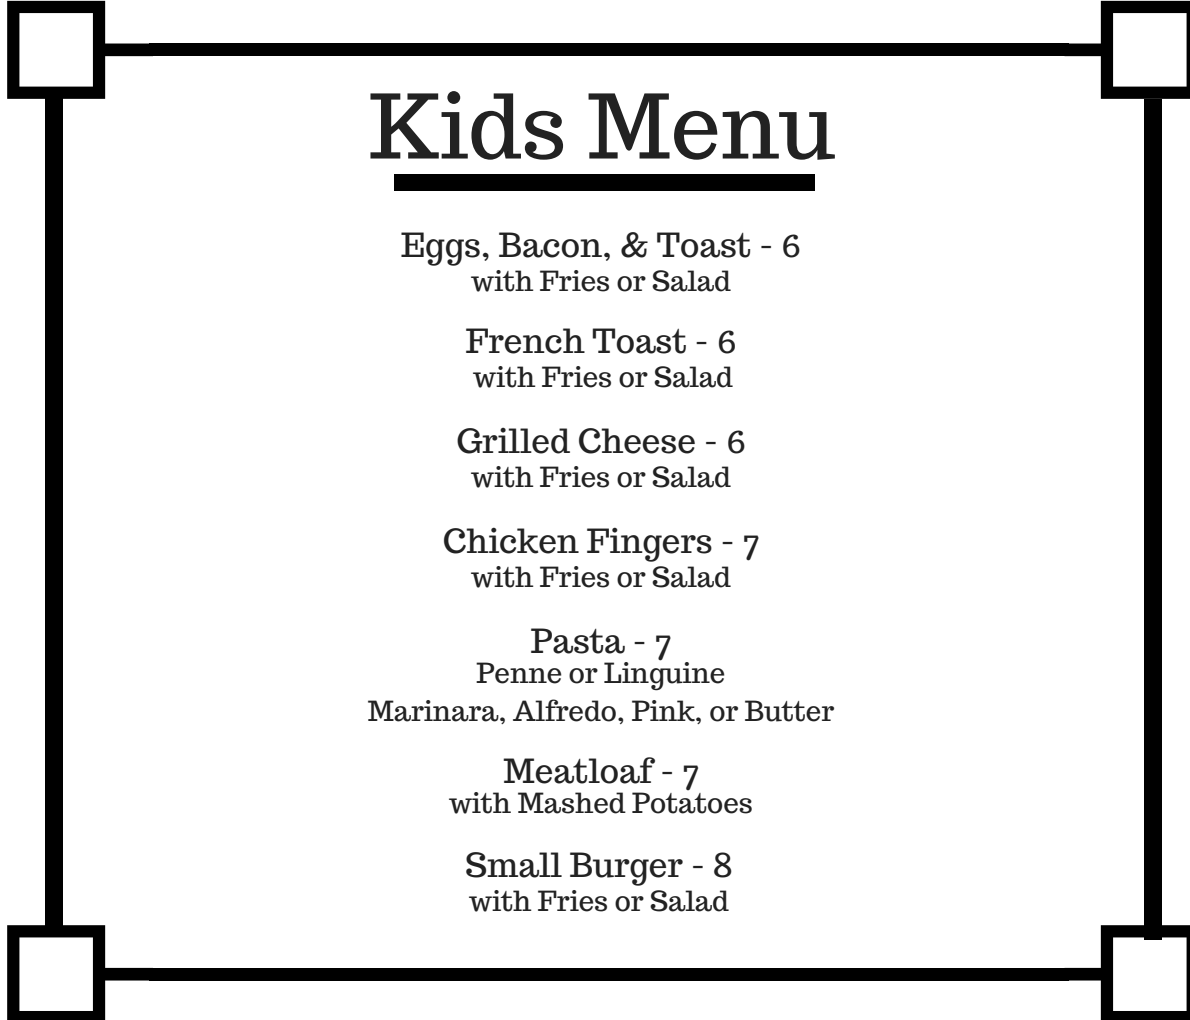 Kids Menu
Eggs, Bacon, & Toast - 6
with Fries or Salad
French Toast - 6
with Fries or Salad
Grilled Cheese - 6
with Fries or Salad
Chicken Fingers - 7
with Fries or Salad
Pasta - 7
Penne or Linguine
Marinara, Alfredo, Pink, or Butter
Meatloaf - 7
with Mashed Potatoes
Small Burger - 8
with Fries or Salad